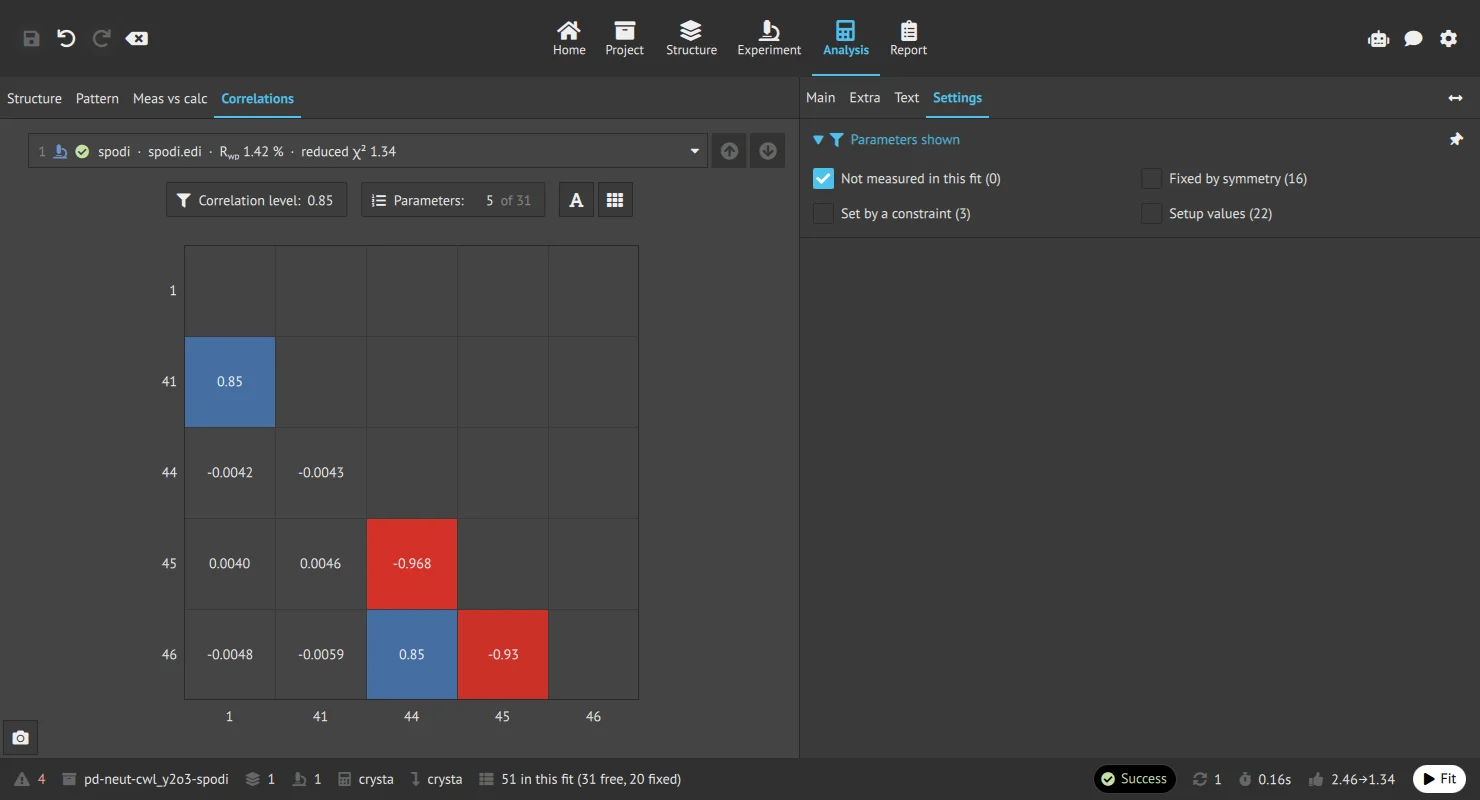 Home Project Structure Experiment Analysis Report
Structure Pattern Meas vs calc Correlations
Main Extra Text Settings
1 spodi · spodi.edi · Rwp 1.42 % · reduced χ² 1.34
Parameters shown
Not measured in this fit (0) Fixed by symmetry (16)
Set by a constraint (3) Setup values (22)
Correlation level: 0.85 Parameters: 5 of 31 A
1
41 0.85
44 -0.0042 -0.0043
45 0.0040 0.0046 -0.968
46 -0.0048 -0.0059 0.85 -0.93
1 41 44 45 46
4 pd-neut-cwl_y2o3-spodi 1 1 crysta crysta 51 in this fit (31 free, 20 fixed) Success 1 0.16s 2.46→1.34 Fit